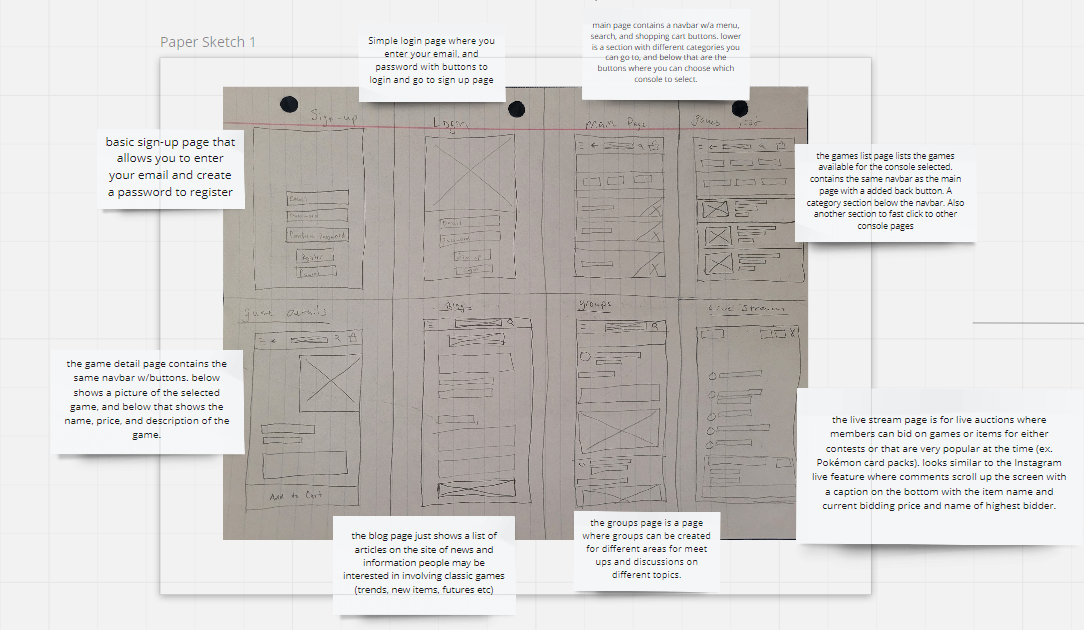 Paper Sketch 1
Simple login page where you
enter your email, and
password with buttons to
login and go to sign up page
main page contains a navbar w/a menu,
search, and shopping cart buttons. lower
is a section with different categories you
can go to, and below that are the
buttons where you can choose which
console to select.
basic sign-up page that
allows you to enter
your email and create
a password to register
the games list page lists the games
available for the console selected.
contains the same navbar as the main
page with a added back button. A
category section below the navbar. Also
another section to fast click to other
console pages
Sign-up
Login
Main Page
Games
Email
Password
Confirm Password
Email
Password
Game details
Blog
Groups
Live Stream
Add to Cart
the game detail page contains the
same navbar w/buttons. below
shows a picture of the selected
game, and below that shows the
name, price, and description of the
game.
the live stream page is for live auctions where
members can bid on games or items for either
contests or that are very popular at the time (ex.
Pokémon card packs). looks similar to the Instagram
live feature where comments scroll up the screen with
a caption on the bottom with the item name and
current bidding price and name of highest bidder.
the blog page just shows a list of
articles on the site of news and
information people may be
interested in involving classic games
(trends, new items, futures etc)
the groups page is a page
where groups can be created
for different areas for meet
ups and discussions on
different topics.